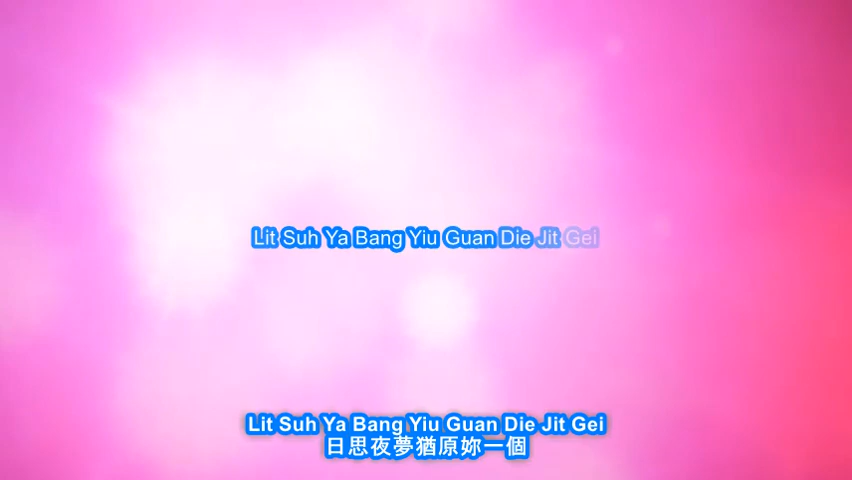 Lit Suh Ya Bang Yiu Guan Die Jit Gei
Lit Suh Ya Bang Yiu Guan Die Jit Gei
日思夜夢猶原妳一個